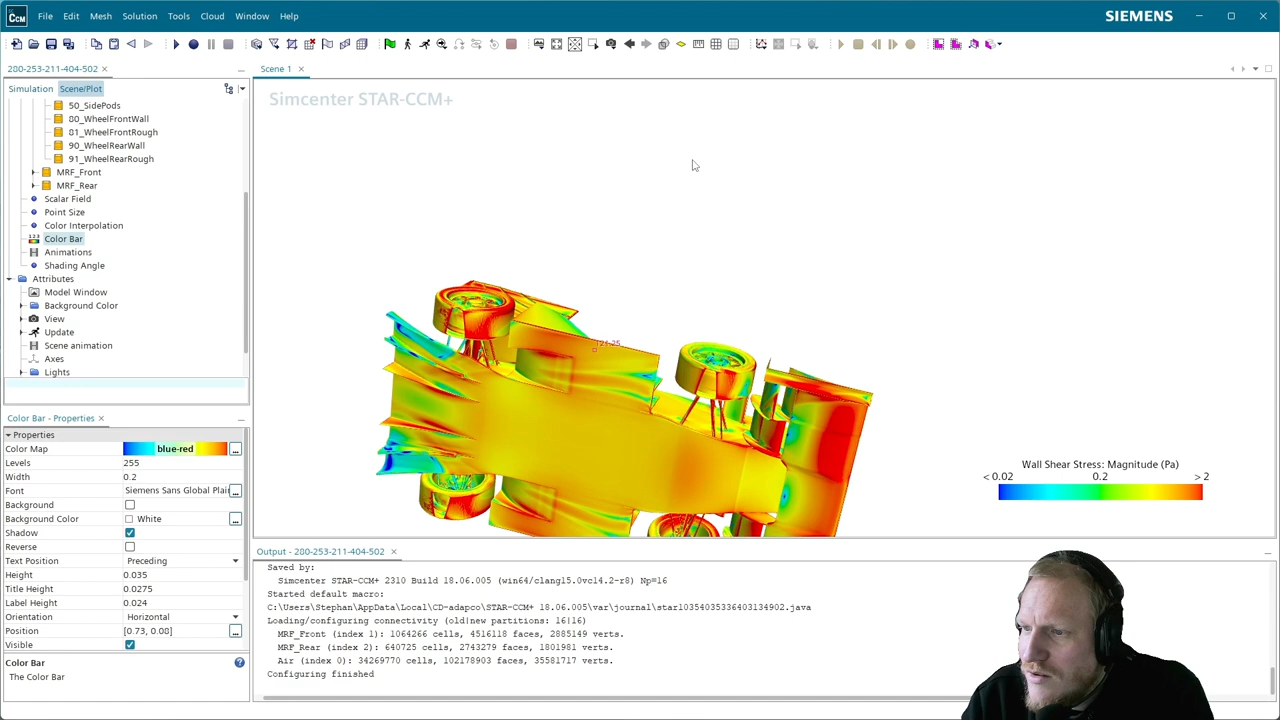 CCM
File Edit Mesh Solution Tools Cloud Window Help
SIEMENS
280-253-211-404-502
Simulation Scene/Plot
50_SidePods
80_WheelFrontWall
81_WheelFrontRough
90_WheelRearWall
91_WheelRearRough
MRF_Front
MRF_Rear
Scalar Field
Point Size
Color Interpolation
Color Bar
Animations
Shading Angle
Attributes
Model Window
Background Color
View
Update
Scene animation
Axes
Lights
Color Bar - Properties
Properties
Color Map blue-red
Levels 255
Width 0.2
Font Siemens Sans Global Plain
Background
Background Color White
Shadow
Reverse
Text Position Preceding
Height 0.035
Title Height 0.0275
Label Height 0.024
Orientation Horizontal
Position [0.73, 0.08]
Visible
Color Bar
The Color Bar
Scene 1
Simcenter STAR-CCM+
Wall Shear Stress: Magnitude (Pa)
< 0.02 0.2 > 2
Output - 280-253-211-404-502
Saved by:
Simcenter STAR-CCM+ 2310 Build 18.06.005 (win64/clang15.0vc14.2-r8) Np=16
Started default macro:
C:\Users\Stephan\AppData\Local\CD-adapco\STAR-CCM+ 18.06.005\var\journal\star10354035336403134902.java
Loading/configuring connectivity (old|new partitions: 16|16)
MRF_Front (index 1): 1064266 cells, 4516118 faces, 2885149 verts.
MRF_Rear (index 2): 640725 cells, 2743279 faces, 1801981 verts.
Air (index 0): 34269770 cells, 102178903 faces, 35581717 verts.
Configuring finished